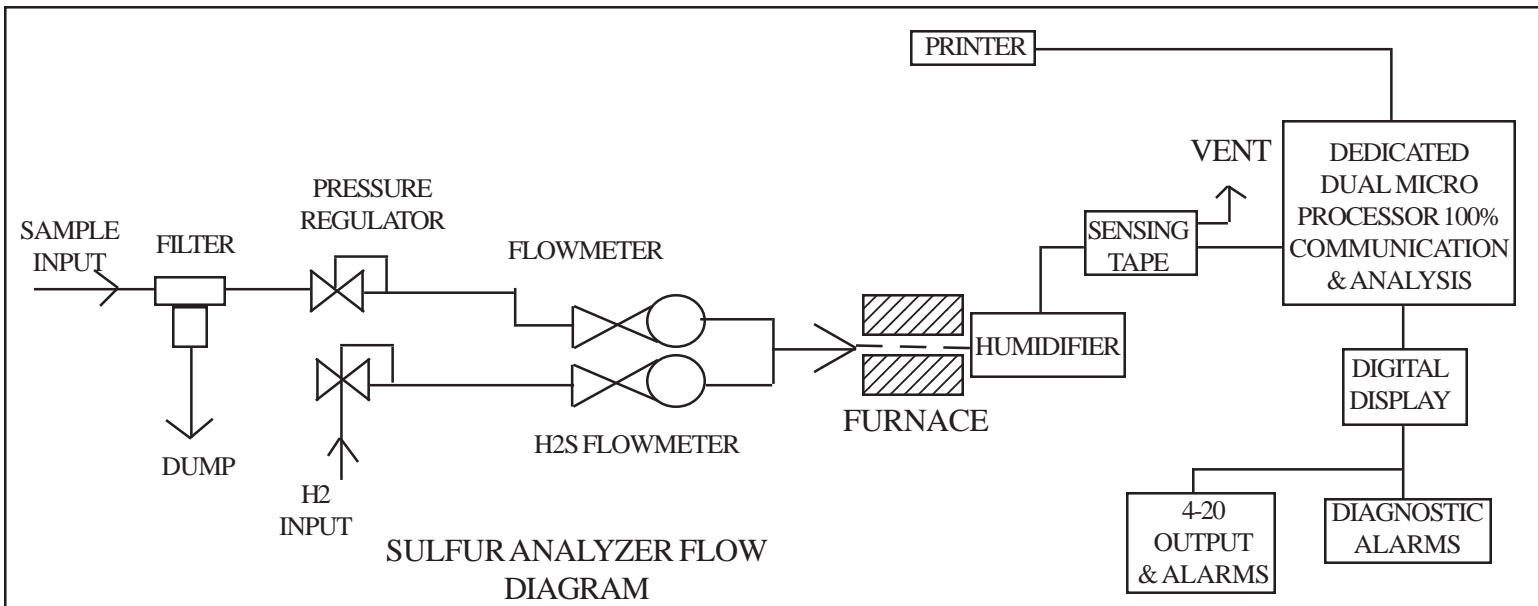 PRINTER
VENT
DEDICATED
DUAL MICRO
PROCESSOR 100%
COMMUNICATION
& ANALYSIS
PRESSURE
REGULATOR
SAMPLE
INPUT
FILTER
FLOWMETER
SENSING
TAPE
HUMIDIFIER
FURNACE
DIGITAL
DISPLAY
H2S FLOWMETER
DUMP
H2
INPUT
4-20
OUTPUT
& ALARMS
DIAGNOSTIC
ALARMS
SULFUR ANALYZER FLOW
DIAGRAM